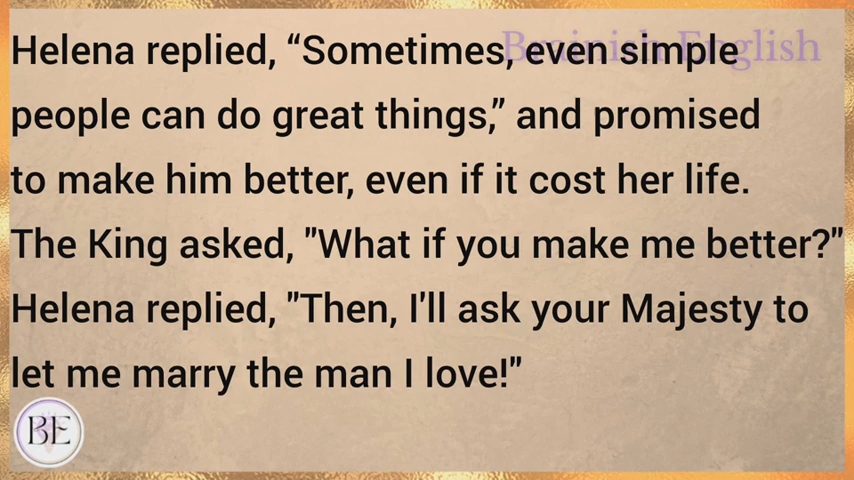 Brainish English
Helena replied, “Sometimes, even simple
people can do great things,” and promised
to make him better, even if it cost her life.
The King asked, "What if you make me better?"
Helena replied, "Then, I'll ask your Majesty to
let me marry the man I love!"
BE